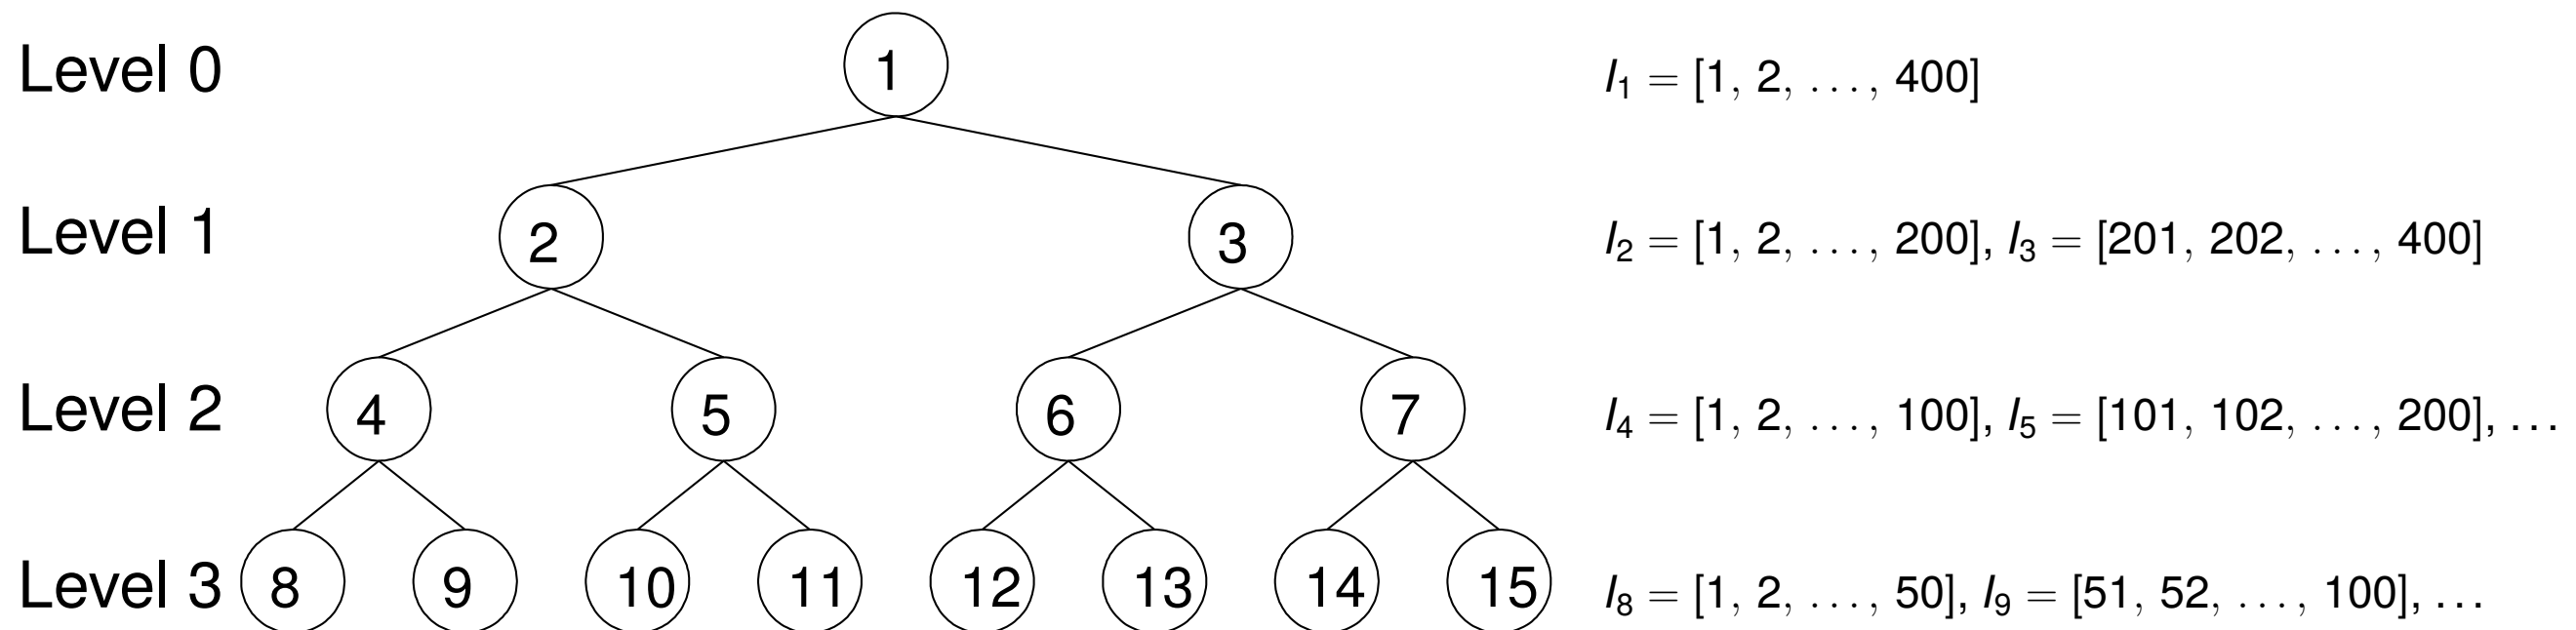 Level 0 1 I₁ = [1, 2, ..., 400]
Level 1 2 3 I₂ = [1, 2, ..., 200], I₃ = [201, 202, ..., 400]
Level 2 4 5 6 7 I₄ = [1, 2, ..., 100], I₅ = [101, 102, ..., 200], ...
Level 3 8 9 10 11 12 13 14 15 I₈ = [1, 2, ..., 50], I₉ = [51, 52, ..., 100], ...